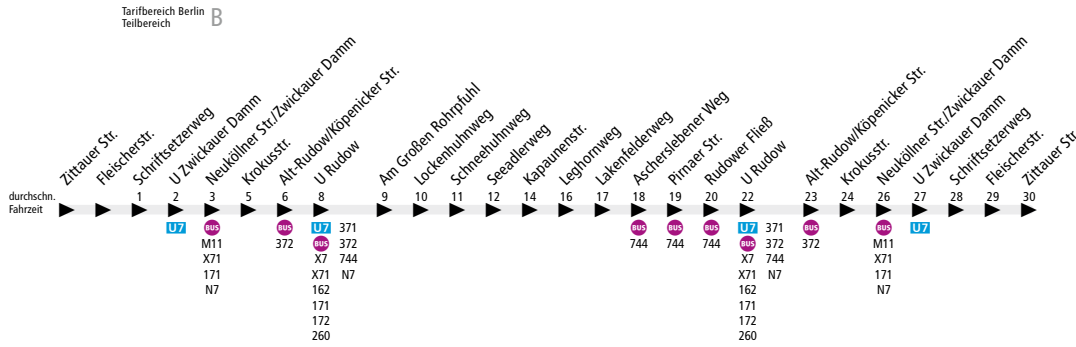 Tarifbereich Berlin
Teilbereich B
Zittauer Str.
Fleischerstr.
Schriftsetzerweg
U Zwickauer Damm
Neuköllner Str./Zwickauer Damm
Krokusstr.
Alt-Rudow/Köpenicker Str.
U Rudow
Am Großen Rohrpfuhl
Lockenhuhnweg
Schneehuhnweg
Seeadlerweg
Kapaunenstr.
Leghornweg
Lakenfelderweg
Ascherslebener Weg
Pirnaer Str.
Rudower Fließ
U Rudow
Alt-Rudow/Köpenicker Str.
Krokusstr.
Neuköllner Str./Zwickauer Damm
U Zwickauer Damm
Schriftsetzerweg
Fleischerstr.
Zittauer Str
durchschn. 1 2 3 5 6 8 9 10 11 12 14 16 17 18 19 20 22 23 24 26 27 28 29 30
Fahrzeit
U7 BUS BUS U7 371 BUS BUS BUS U7 371 BUS BUS U7
M11 372 BUS 372 744 744 744 BUS 372 372 M11
X71 X7 744 X7 744 X71
171 X71 N7 X71 N7 171
N7 162 162 N7
171 171
172 172
260 260